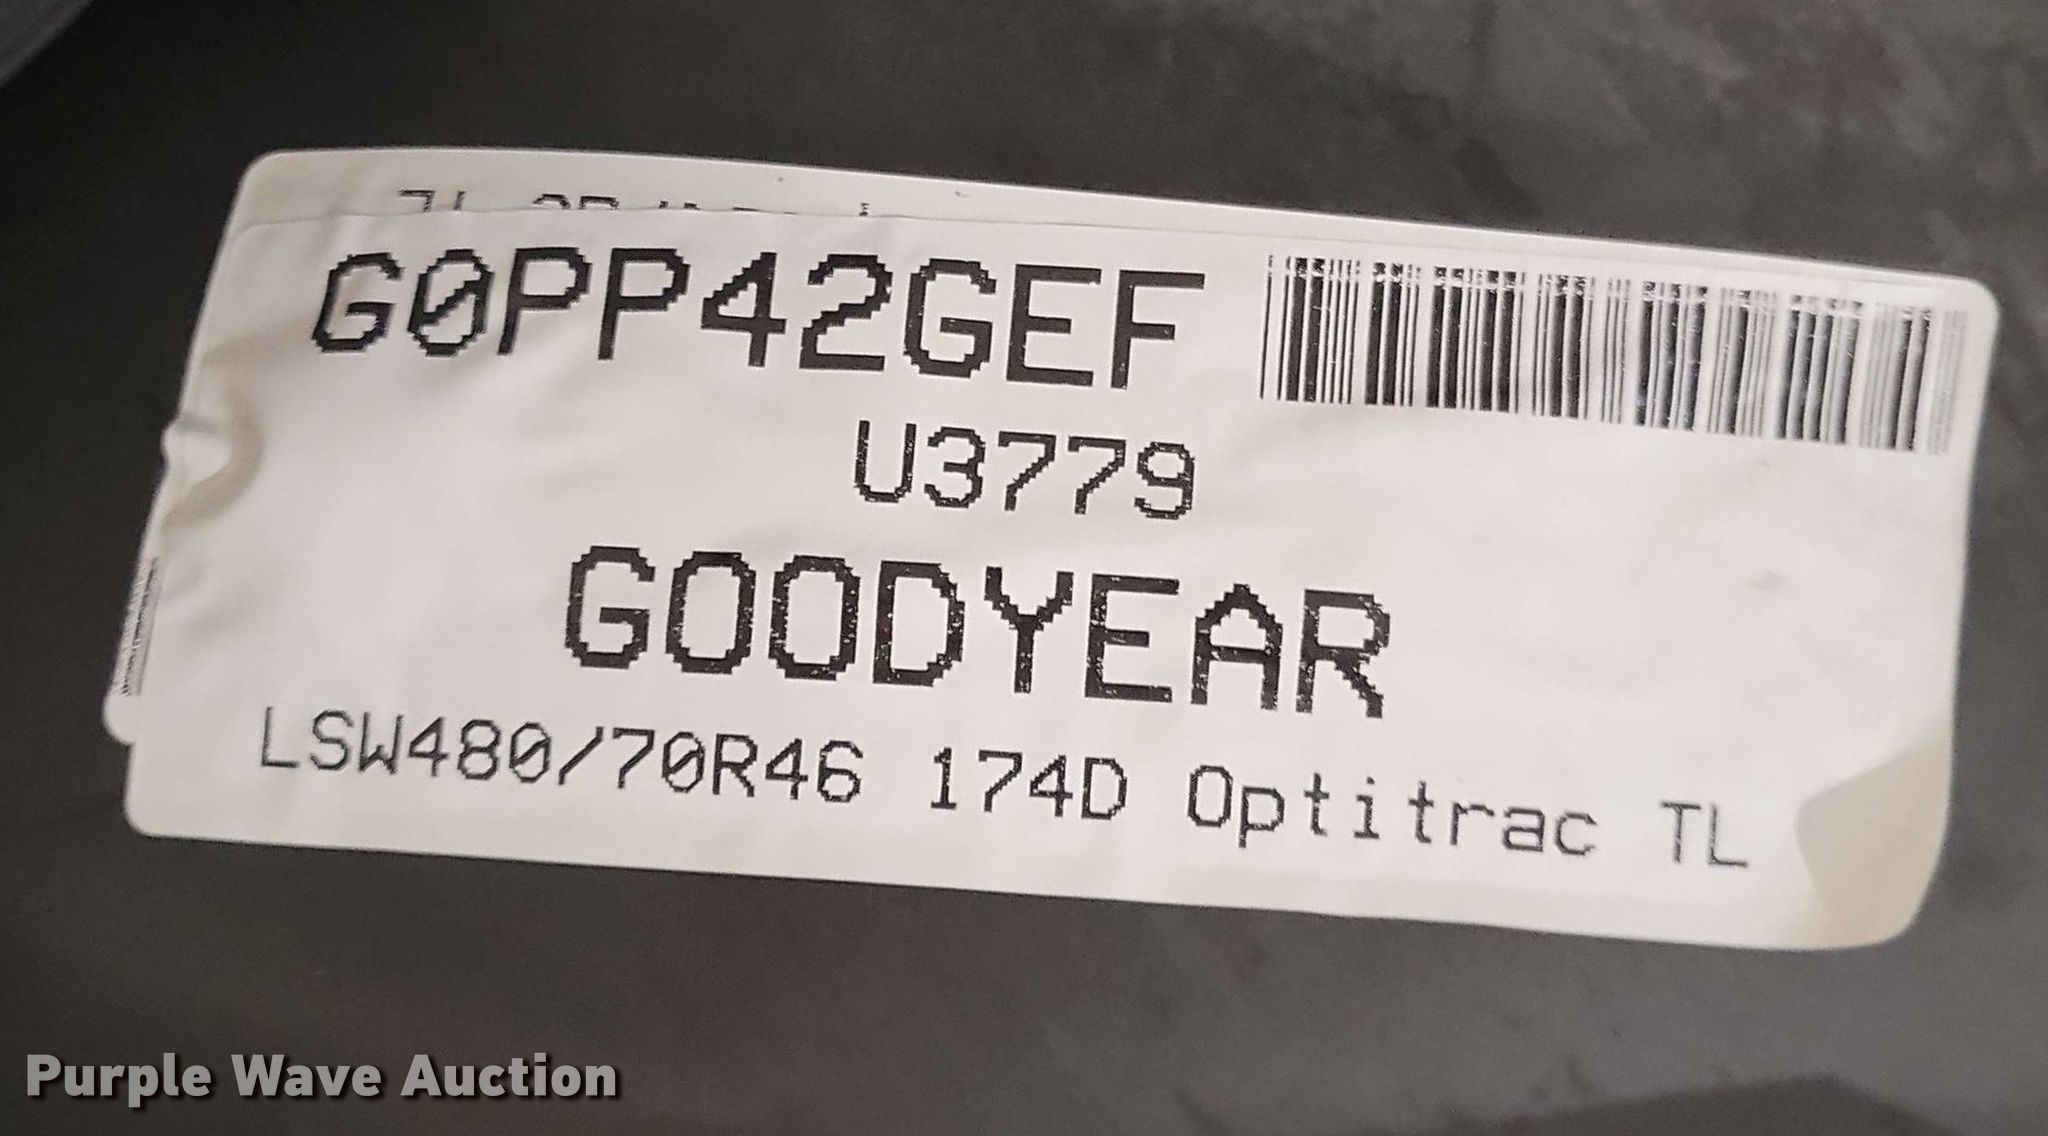 G0PP42GEF
U3779
GOODYEAR
LSW480/70R46 174D Optitrac TL
Purple Wave Auction